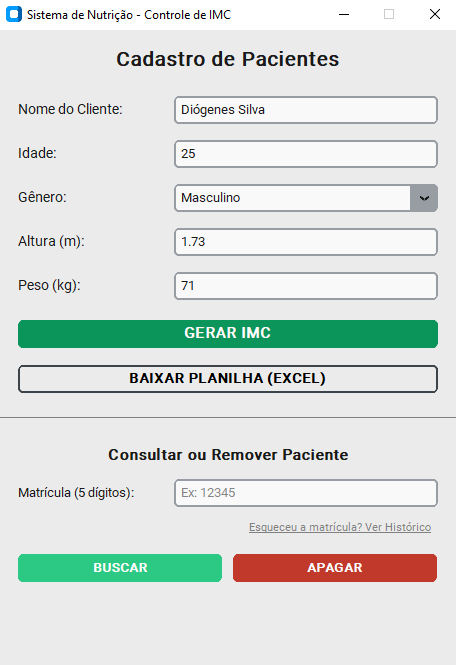 Sistema de Nutrição - Controle de IMC
Cadastro de Pacientes
Nome do Cliente: Diógenes Silva
Idade: 25
Gênero: Masculino
Altura (m): 1.73
Peso (kg): 71
GERAR IMC
BAIXAR PLANILHA (EXCEL)
Consultar ou Remover Paciente
Matrícula (5 dígitos): Ex: 12345
Esqueceu a matrícula? Ver Histórico
BUSCAR APAGAR